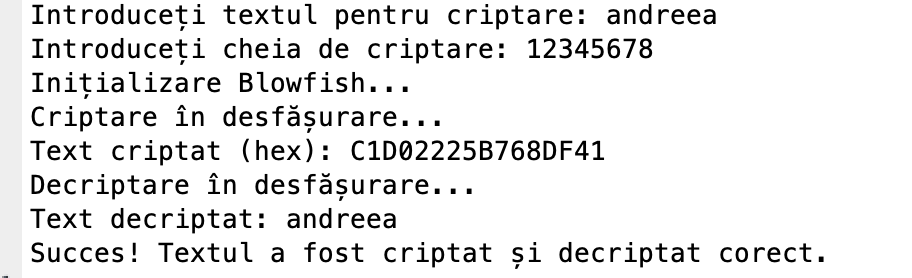 Introduceți textul pentru criptare: andreea
Introduceți cheia de criptare: 12345678
Inițializare Blowfish...
Criptare în desfășurare...
Text criptat (hex): C1D02225B768DF41
Decriptare în desfășurare...
Text decriptat: andreea
Succes! Textul a fost criptat și decriptat corect.